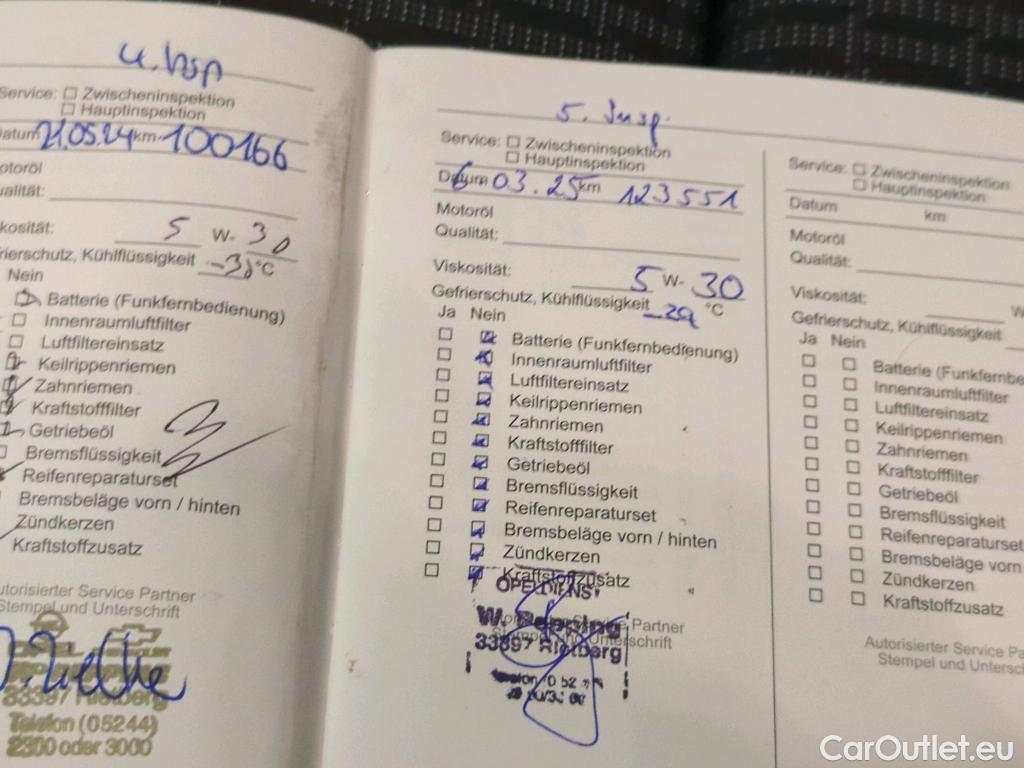 4. Insp
Service: Zwischeninspektion
Hauptinspektion
Datum 21.05.24 km 100166
Motoröl
Qualität:
Viskosität: 5 W- 30
Gefrierschutz, Kühlflüssigkeit °C
Nein
Batterie (Funkfernbedienung)
Innenraumluftfilter
Luftfiltereinsatz
Keilrippenriemen
Zahnriemen
Kraftstofffilter
Getriebeöl
Bremsflüssigkeit
Reifenreparaturset
Bremsbeläge vorn / hinten
Zündkerzen
Kraftstoffzusatz
Autorisierter Service Partner
Stempel und Unterschrift
33397 Rietberg
Telefon (05244)
2300 oder 3000
5. Insp.
Service: Zwischeninspektion
Hauptinspektion
Datum 6 03.25 km 123551
Motoröl
Qualität:
Viskosität: 5 W- 30
Gefrierschutz, Kühlflüssigkeit -29 °C
Ja Nein
Batterie (Funkfernbedienung)
Innenraumluftfilter
Luftfiltereinsatz
Keilrippenriemen
Zahnriemen
Kraftstofffilter
Getriebeöl
Bremsflüssigkeit
Reifenreparaturset
Bremsbeläge vorn / hinten
Zündkerzen
Kraftstoffzusatz
OPELDIENST
W.
Service Partner
Stempel und Unterschrift
33397 Rietberg
Service: Zwischeninspektion
Hauptinspektion
Datum km
Motoröl
Qualität:
Viskosität: W
Gefrierschutz, Kühlflüssigkeit
Ja Nein
Batterie (Funkfernbe
Innenraumluftfilter
Luftfiltereinsatz
Keilrippenriemen
Zahnriemen
Kraftstofffilter
Getriebeöl
Bremsflüssigkeit
Reifenreparaturset
Bremsbeläge vorn
Zündkerzen
Kraftstoffzusatz
Autorisierter Service Pa
Stempel und Untersch
CarOutlet.eu